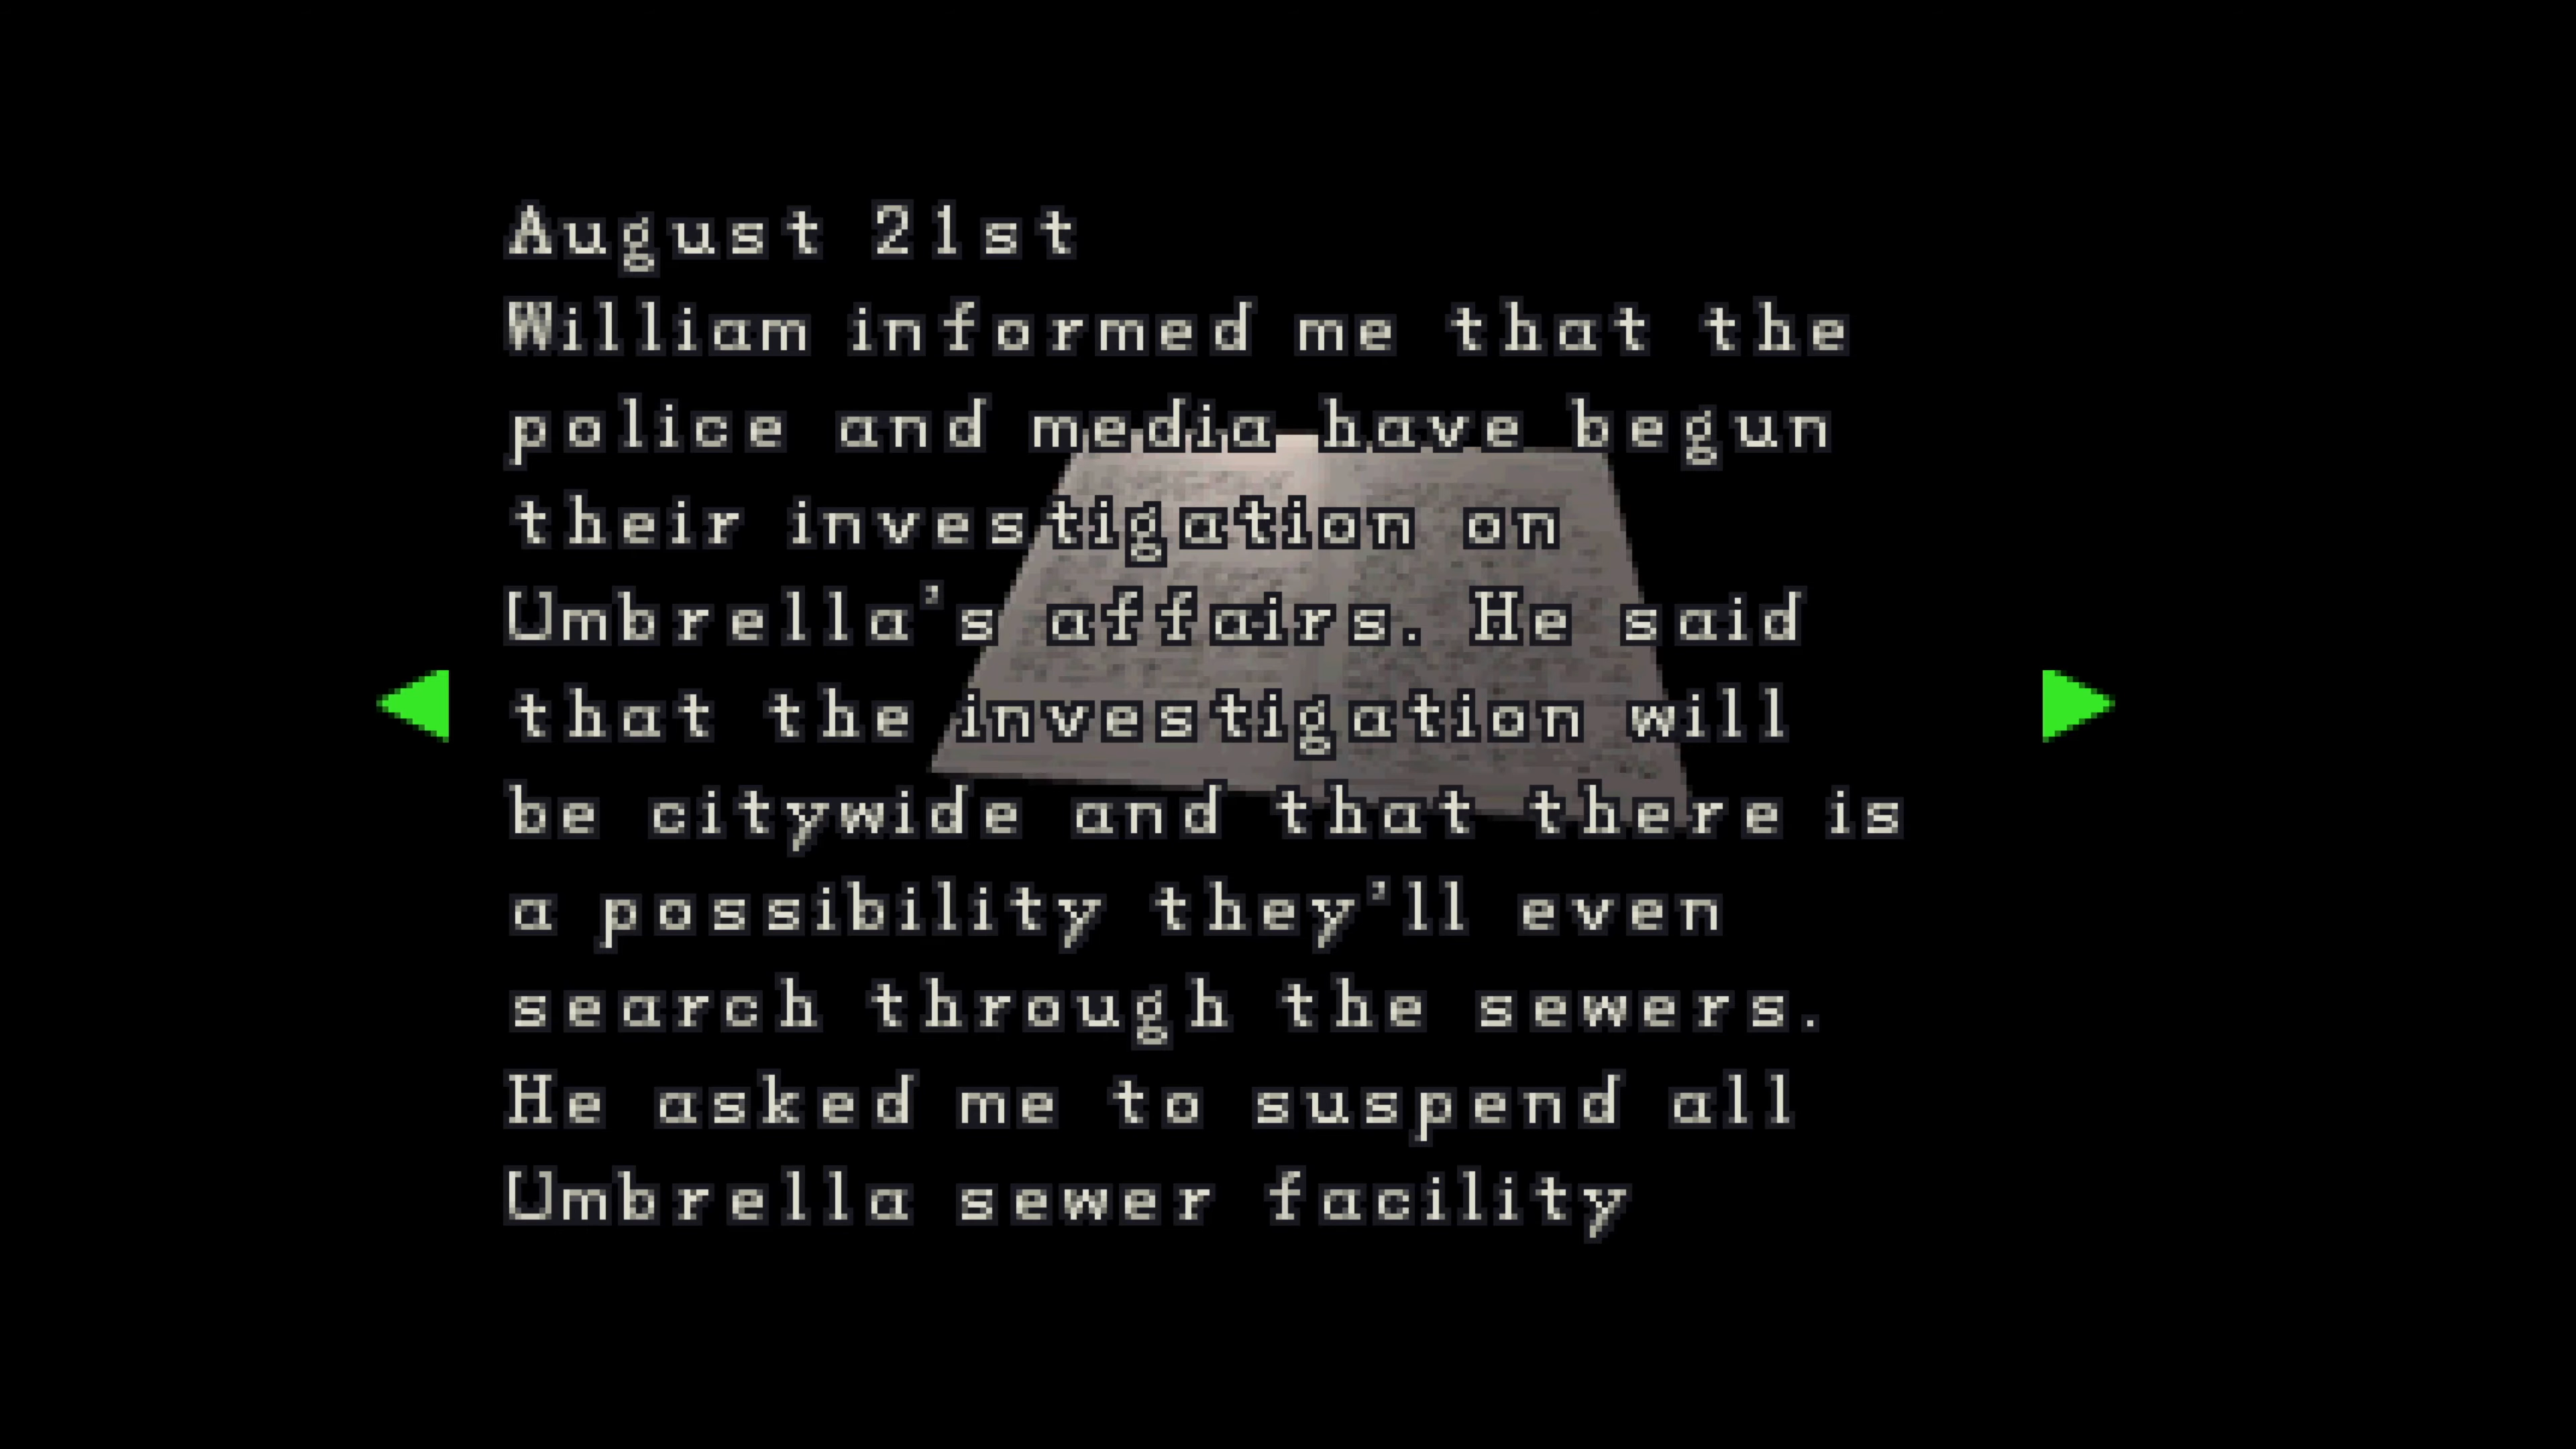 August 21st
William informed me that the
police and media have begun
their investigation on
Umbrella's affairs. He said
that the investigation will
be citywide and that there is
a possibility they'll even
search through the sewers.
He asked me to suspend all
Umbrella sewer facility